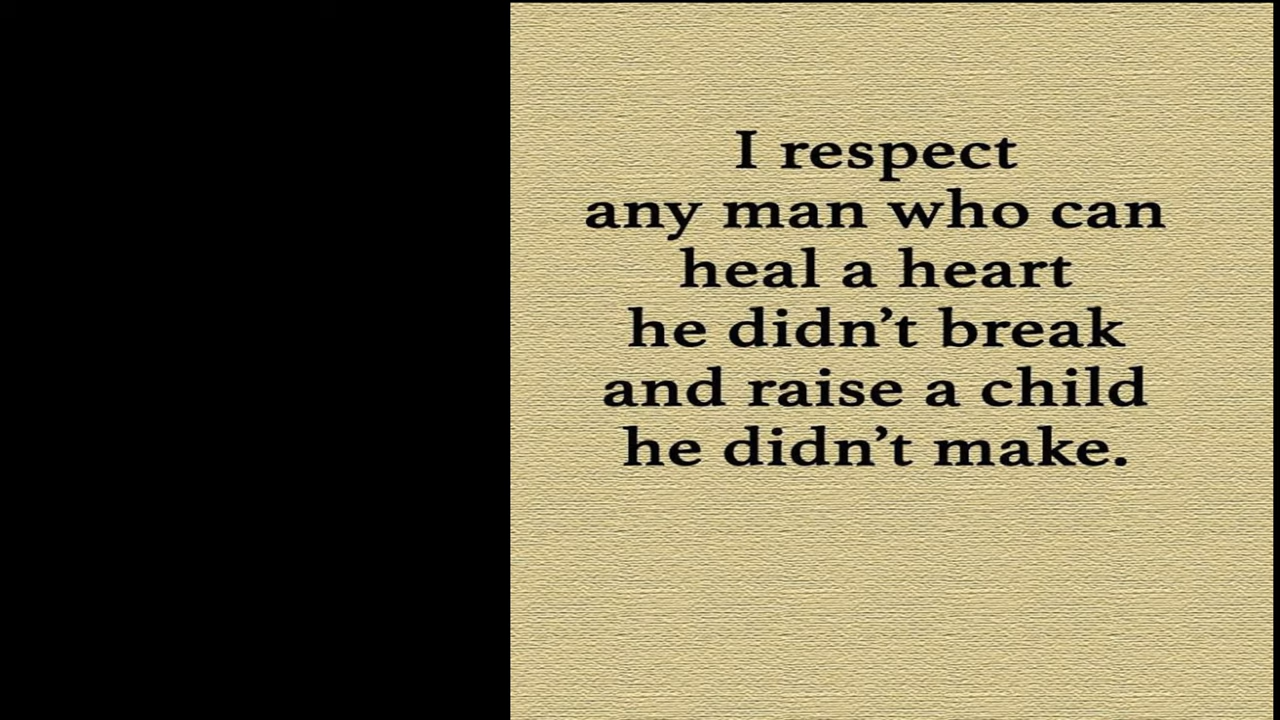 I respect
any man who can
heal a heart
he didn’t break
and raise a child
he didn’t make.